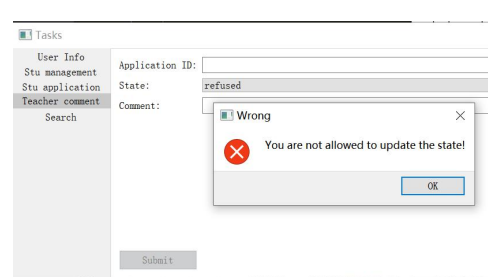 Tasks
User Info
Stu management
Stu application
Teacher comment
Search
Application ID:
State:
refused
Comment:
Wrong
You are not allowed to update the state!
OK
Submit